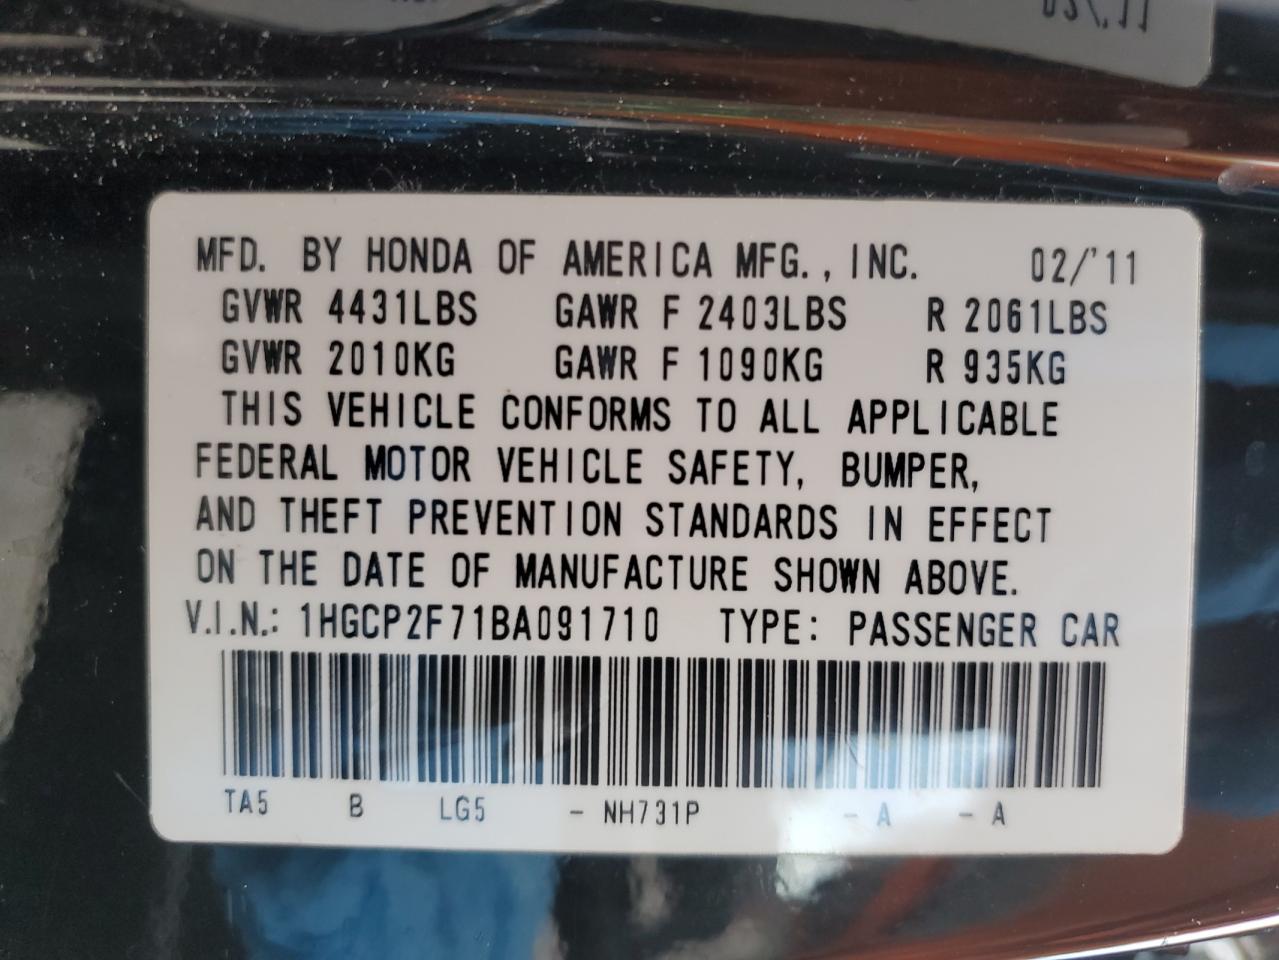 MFD. BY HONDA OF AMERICA MFG., INC. 02/'11
GVWR 4431LBS GAWR F 2403LBS R 2061LBS
GVWR 2010KG GAWR F 1090KG R 935KG
THIS VEHICLE CONFORMS TO ALL APPLICABLE
FEDERAL MOTOR VEHICLE SAFETY, BUMPER,
AND THEFT PREVENTION STANDARDS IN EFFECT
ON THE DATE OF MANUFACTURE SHOWN ABOVE.
V.I.N.: 1HGCP2F71BA091710 TYPE: PASSENGER CAR
TA5 B LG5 - NH731P - A - A